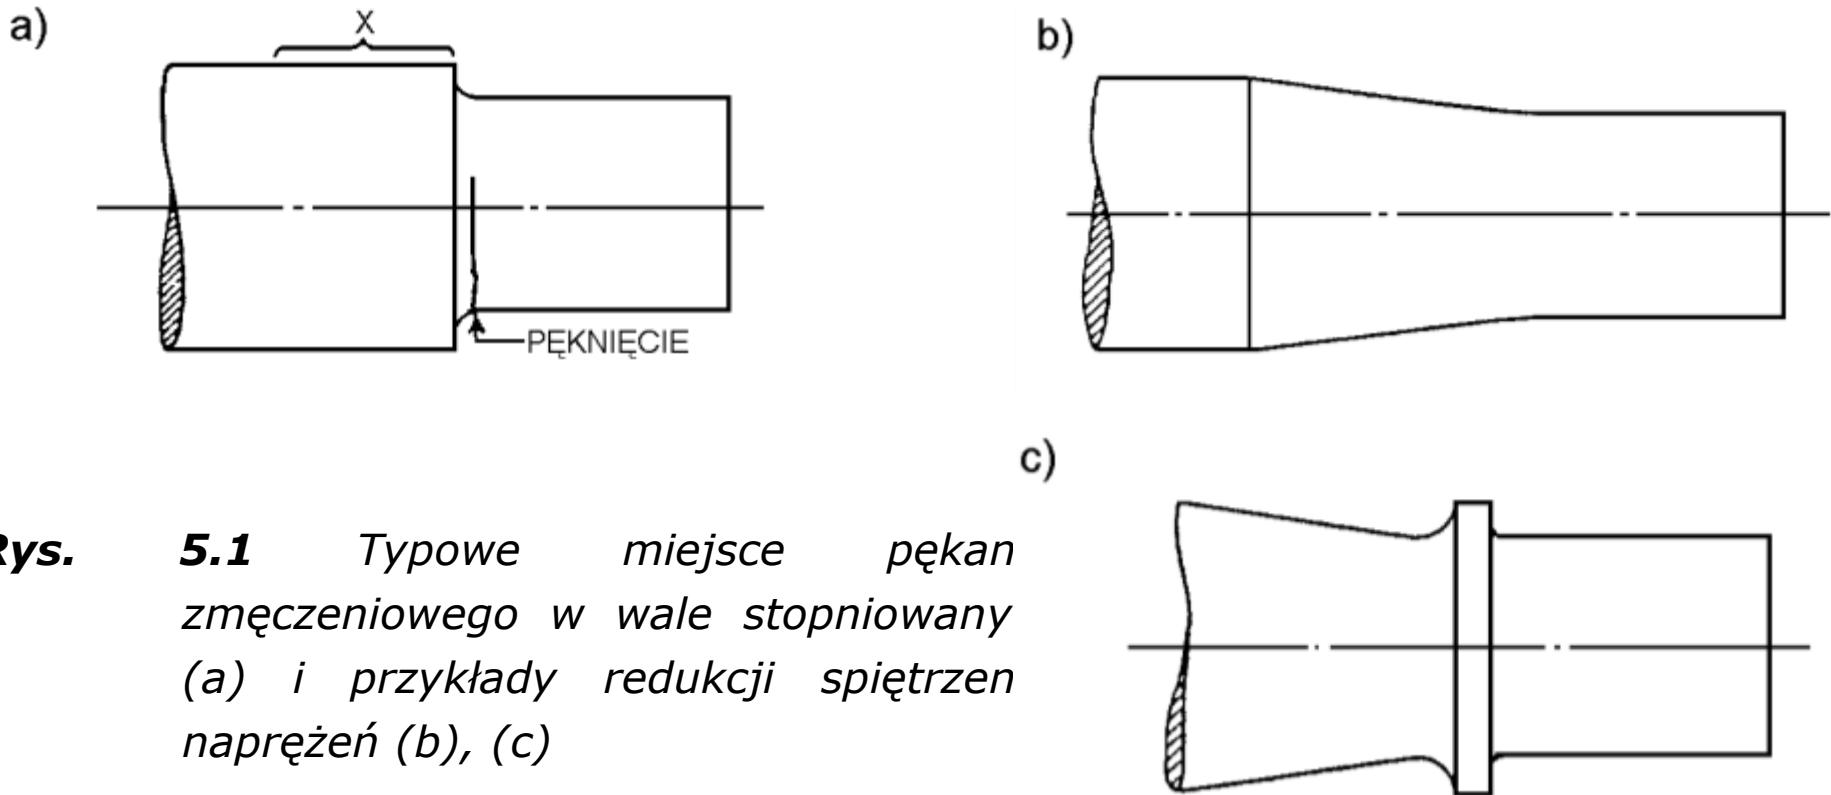 a)
X
PĘKNIĘCIE
b)
c)
Rys. 5.1 Typowe miejsce pękan
zmęczeniowego w wale stopniowany
(a) i przykłady redukcji spiętrzen
naprężeń (b), (c)